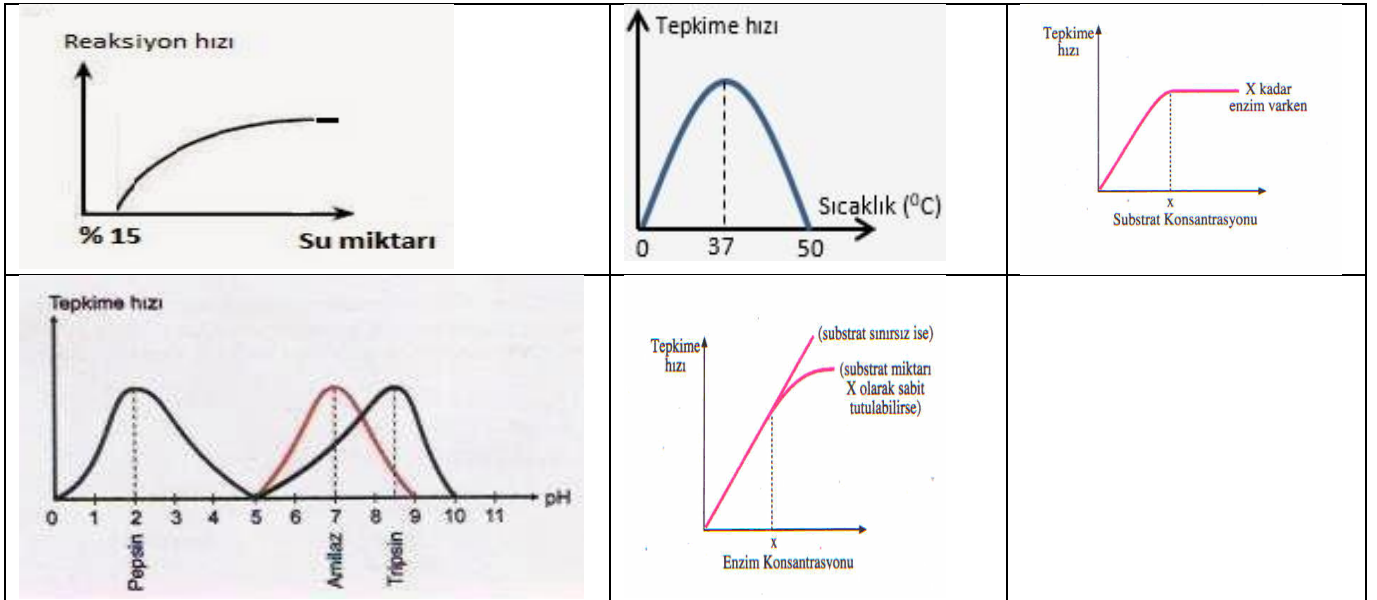 Reaksiyon hızı
% 15
Su miktarı
Tepkime hızı
Sıcaklık (⁰C)
0
37
50
Tepkime
hızı
X kadar
enzim varken
x
Substrat Konsantrasyonu
Tepkime hızı
pH
0 1 2 3 4 5 6 7 8 9 10 11
Pepsin
Amilaz
Tripsin
Tepkime
hızı
(substrat sınırsız ise)
(substrat miktarı
X olarak sabit
tutulabilirse)
x
Enzim Konsantrasyonu